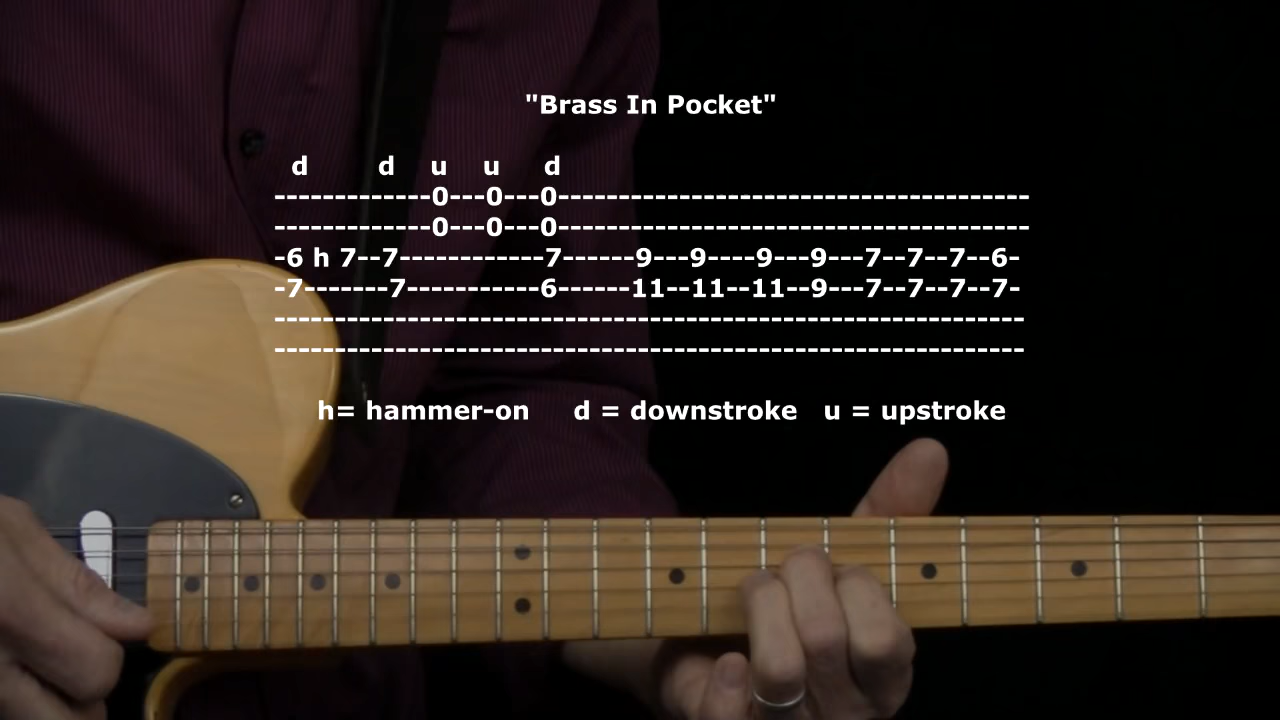 "Brass In Pocket"
d d u u d
-------------0---0---0---------------------------------------
-------------0---0---0---------------------------------------
-6 h 7--7------------7------9---9----9---9---7--7--7--6-
-7-------7-----------6------11--11--11--9---7--7--7--7-
--------------------------------------------------------------
--------------------------------------------------------------
h= hammer-on d = downstroke u = upstroke